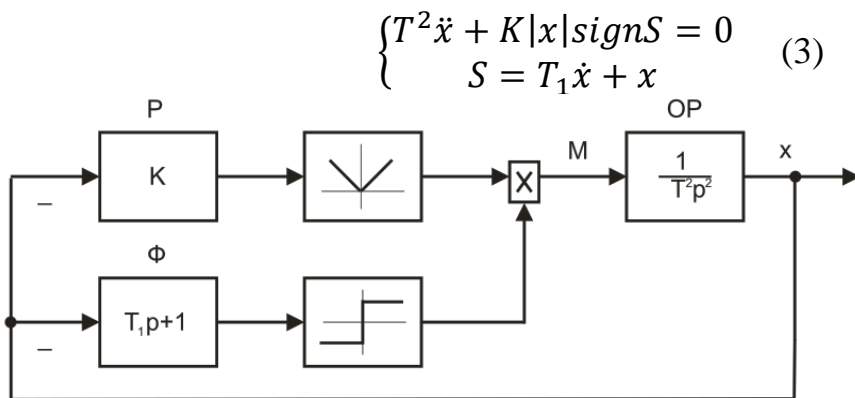 T²ẍ + K|x|signS = 0
S = T₁ẋ + x
(3)
P
OP
K
X
M
1
T²p²
x
–
Ф
T₁p+1
–